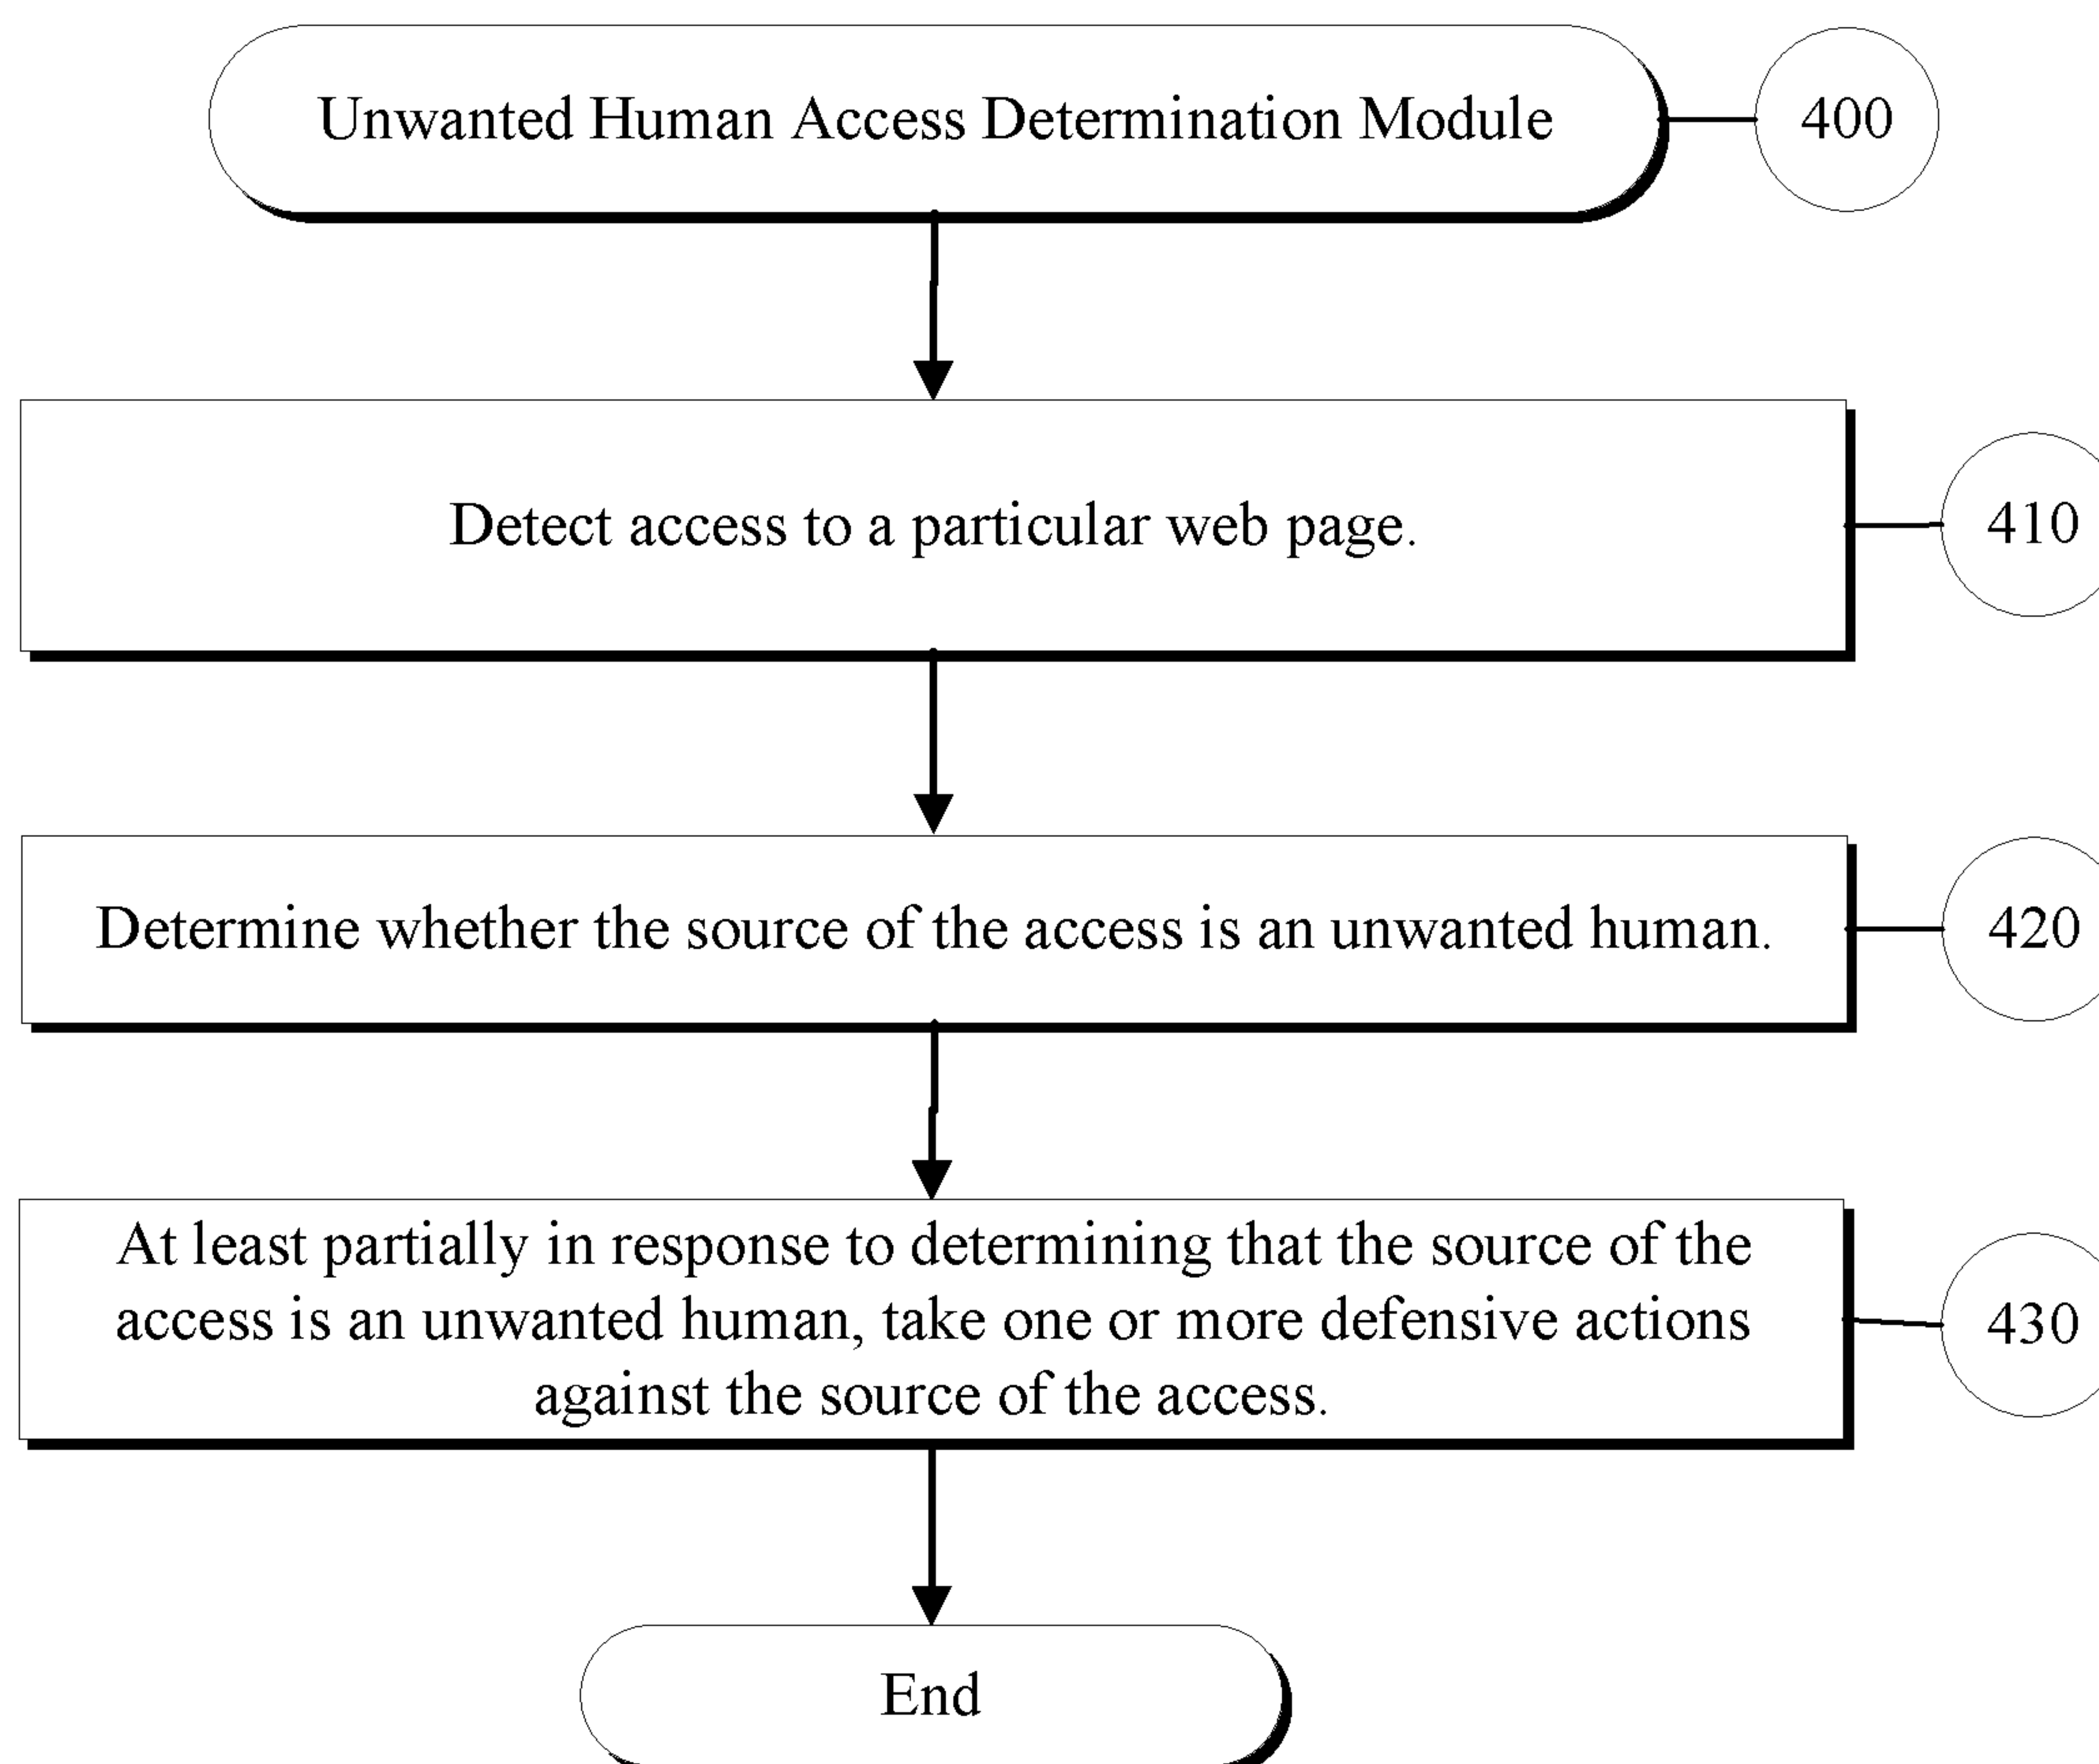 Unwanted Human Access Determination Module
400
Detect access to a particular web page.
410
Determine whether the source of the access is an unwanted human.
420
At least partially in response to determining that the source of the
access is an unwanted human, take one or more defensive actions
against the source of the access.
430
End